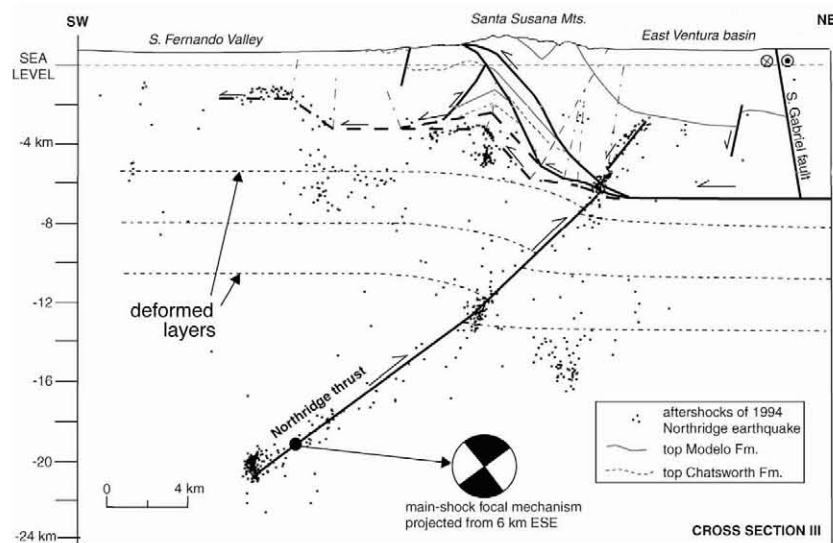 SW
Santa Susana Mts.
NE
S. Fernando Valley
East Ventura basin
SEA
LEVEL
S. Gabriel fault
-4 km
-8
deformed
layers
-12
-16
Northridge thrust
-20
0 4 km
-24 km
main-shock focal mechanism
projected from 6 km ESE
aftershocks of 1994
Northridge earthquake
top Modelo Fm.
top Chatsworth Fm.
CROSS SECTION III